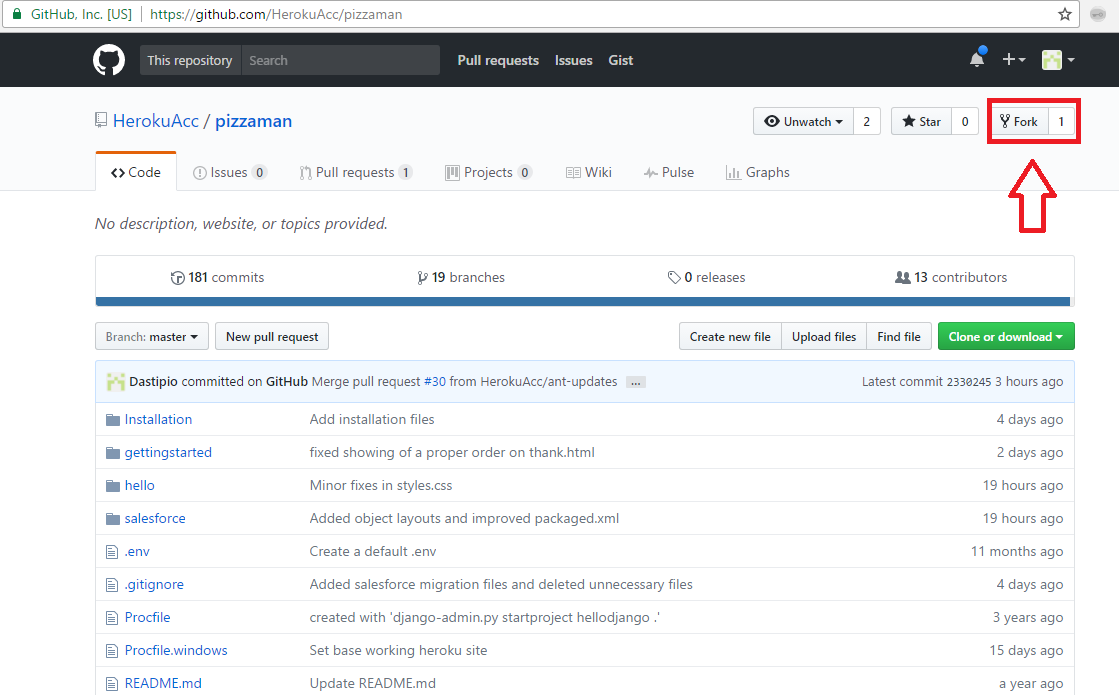 GitHub, Inc. [US] https://github.com/HerokuAcc/pizzaman
This repository Search Pull requests Issues Gist
HerokuAcc / pizzaman Unwatch 2 Star 0 Fork 1
Code Issues 0 Pull requests 1 Projects 0 Wiki Pulse Graphs
No description, website, or topics provided.
181 commits 19 branches 0 releases 13 contributors
Branch: master New pull request Create new file Upload files Find file Clone or download
Dastipio committed on GitHub Merge pull request #30 from HerokuAcc/ant-updates ... Latest commit 2330245 3 hours ago
Installation Add installation files 4 days ago
gettingstarted fixed showing of a proper order on thank.html 2 days ago
hello Minor fixes in styles.css 19 hours ago
salesforce Added object layouts and improved packaged.xml 19 hours ago
.env Create a default .env 11 months ago
.gitignore Added salesforce migration files and deleted unnecessary files 4 days ago
Procfile created with 'django-admin.py startproject hellodjango .' 3 years ago
Procfile.windows Set base working heroku site 15 days ago
README.md Update README.md a year ago